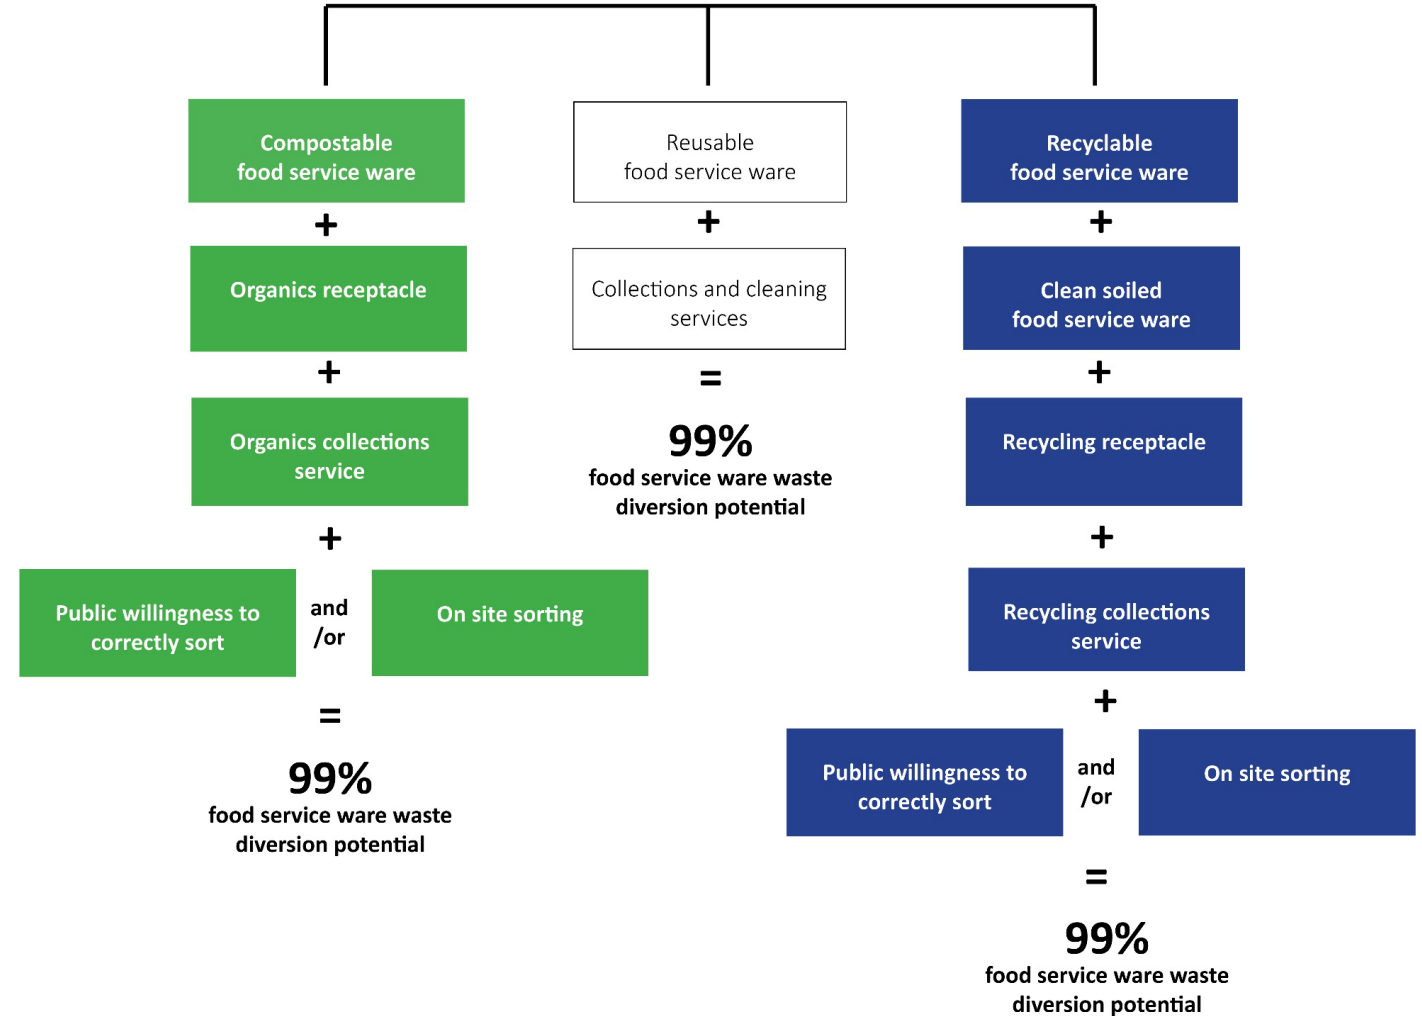 Compostable
food service ware
+
Organics receptacle
+
Organics collections
service
+
Public willingness to
correctly sort
and
/or
On site sorting
=
99%
food service ware waste
diversion potential
Reusable
food service ware
+
Collections and cleaning
services
=
99%
food service ware waste
diversion potential
Recyclable
food service ware
+
Clean soiled
food service ware
+
Recycling receptacle
+
Recycling collections
service
+
Public willingness to
correctly sort
and
/or
On site sorting
=
99%
food service ware waste
diversion potential